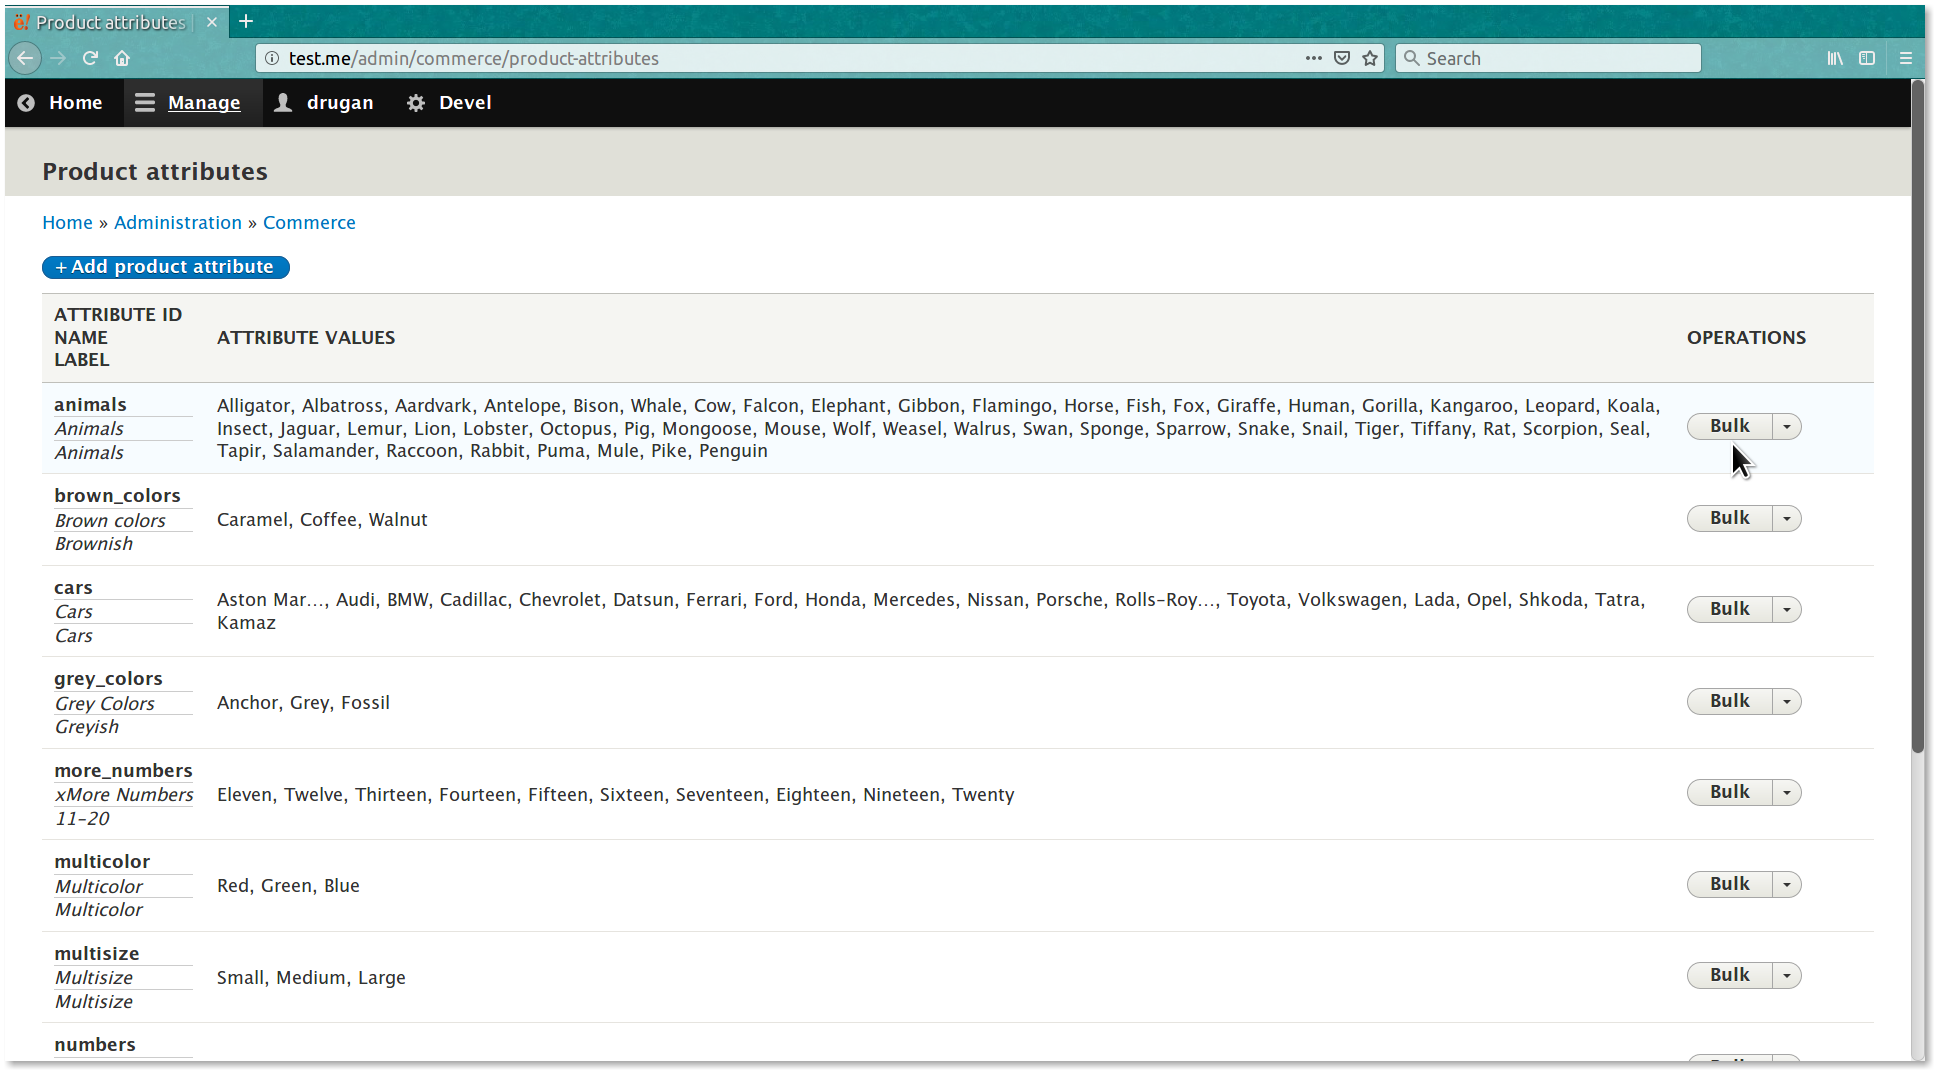 Product attributes
test.me/admin/commerce/product-attributes
Search
Home
Manage
drugan
Devel
Product attributes
Home » Administration » Commerce
+ Add product attribute
ATTRIBUTE ID
NAME
LABEL
ATTRIBUTE VALUES
OPERATIONS
animals
Animals
Animals
Alligator, Albatross, Aardvark, Antelope, Bison, Whale, Cow, Falcon, Elephant, Gibbon, Flamingo, Horse, Fish, Fox, Giraffe, Human, Gorilla, Kangaroo, Leopard, Koala,
Insect, Jaguar, Lemur, Lion, Lobster, Octopus, Pig, Mongoose, Mouse, Wolf, Weasel, Walrus, Swan, Sponge, Sparrow, Snake, Snail, Tiger, Tiffany, Rat, Scorpion, Seal,
Tapir, Salamander, Raccoon, Rabbit, Puma, Mule, Pike, Penguin
Bulk
brown_colors
Brown colors
Brownish
Caramel, Coffee, Walnut
Bulk
cars
Cars
Cars
Aston Mar..., Audi, BMW, Cadillac, Chevrolet, Datsun, Ferrari, Ford, Honda, Mercedes, Nissan, Porsche, Rolls-Roy..., Toyota, Volkswagen, Lada, Opel, Shkoda, Tatra,
Kamaz
Bulk
grey_colors
Grey Colors
Greyish
Anchor, Grey, Fossil
Bulk
more_numbers
xMore Numbers
11-20
Eleven, Twelve, Thirteen, Fourteen, Fifteen, Sixteen, Seventeen, Eighteen, Nineteen, Twenty
Bulk
multicolor
Multicolor
Multicolor
Red, Green, Blue
Bulk
multisize
Multisize
Multisize
Small, Medium, Large
Bulk
numbers